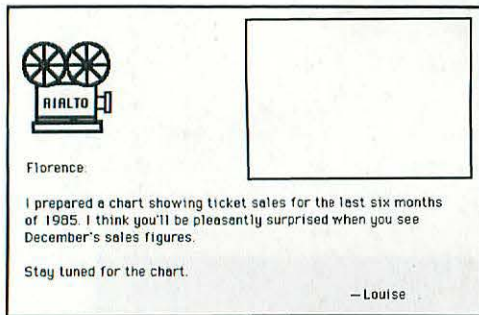 RIALTO
Florence:
I prepared a chart showing ticket sales for the last six months
of 1985. I think you'll be pleasantly surprised when you see
December's sales figures.
Stay tuned for the chart.
—Louise